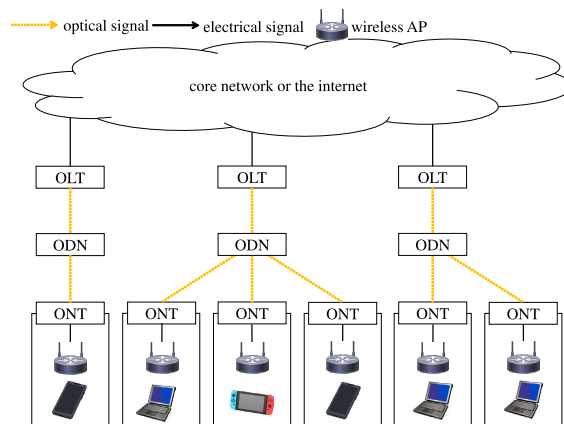 optical signal electrical signal wireless AP
core network or the internet
OLT OLT OLT
ODN ODN ODN
ONT ONT ONT ONT ONT ONT